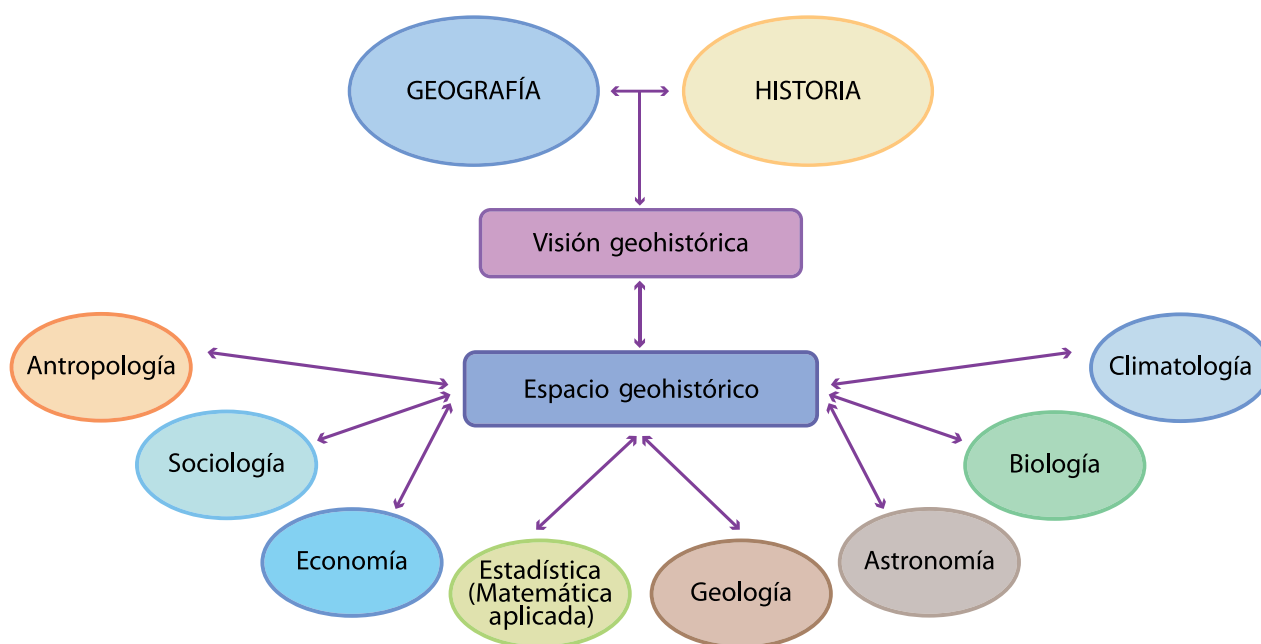 GEOGRAFÍA
HISTORIA
Visión geohistórica
Espacio geohistórico
Antropología
Climatología
Sociología
Biología
Economía
Astronomía
Estadística
(Matemática
aplicada)
Geología